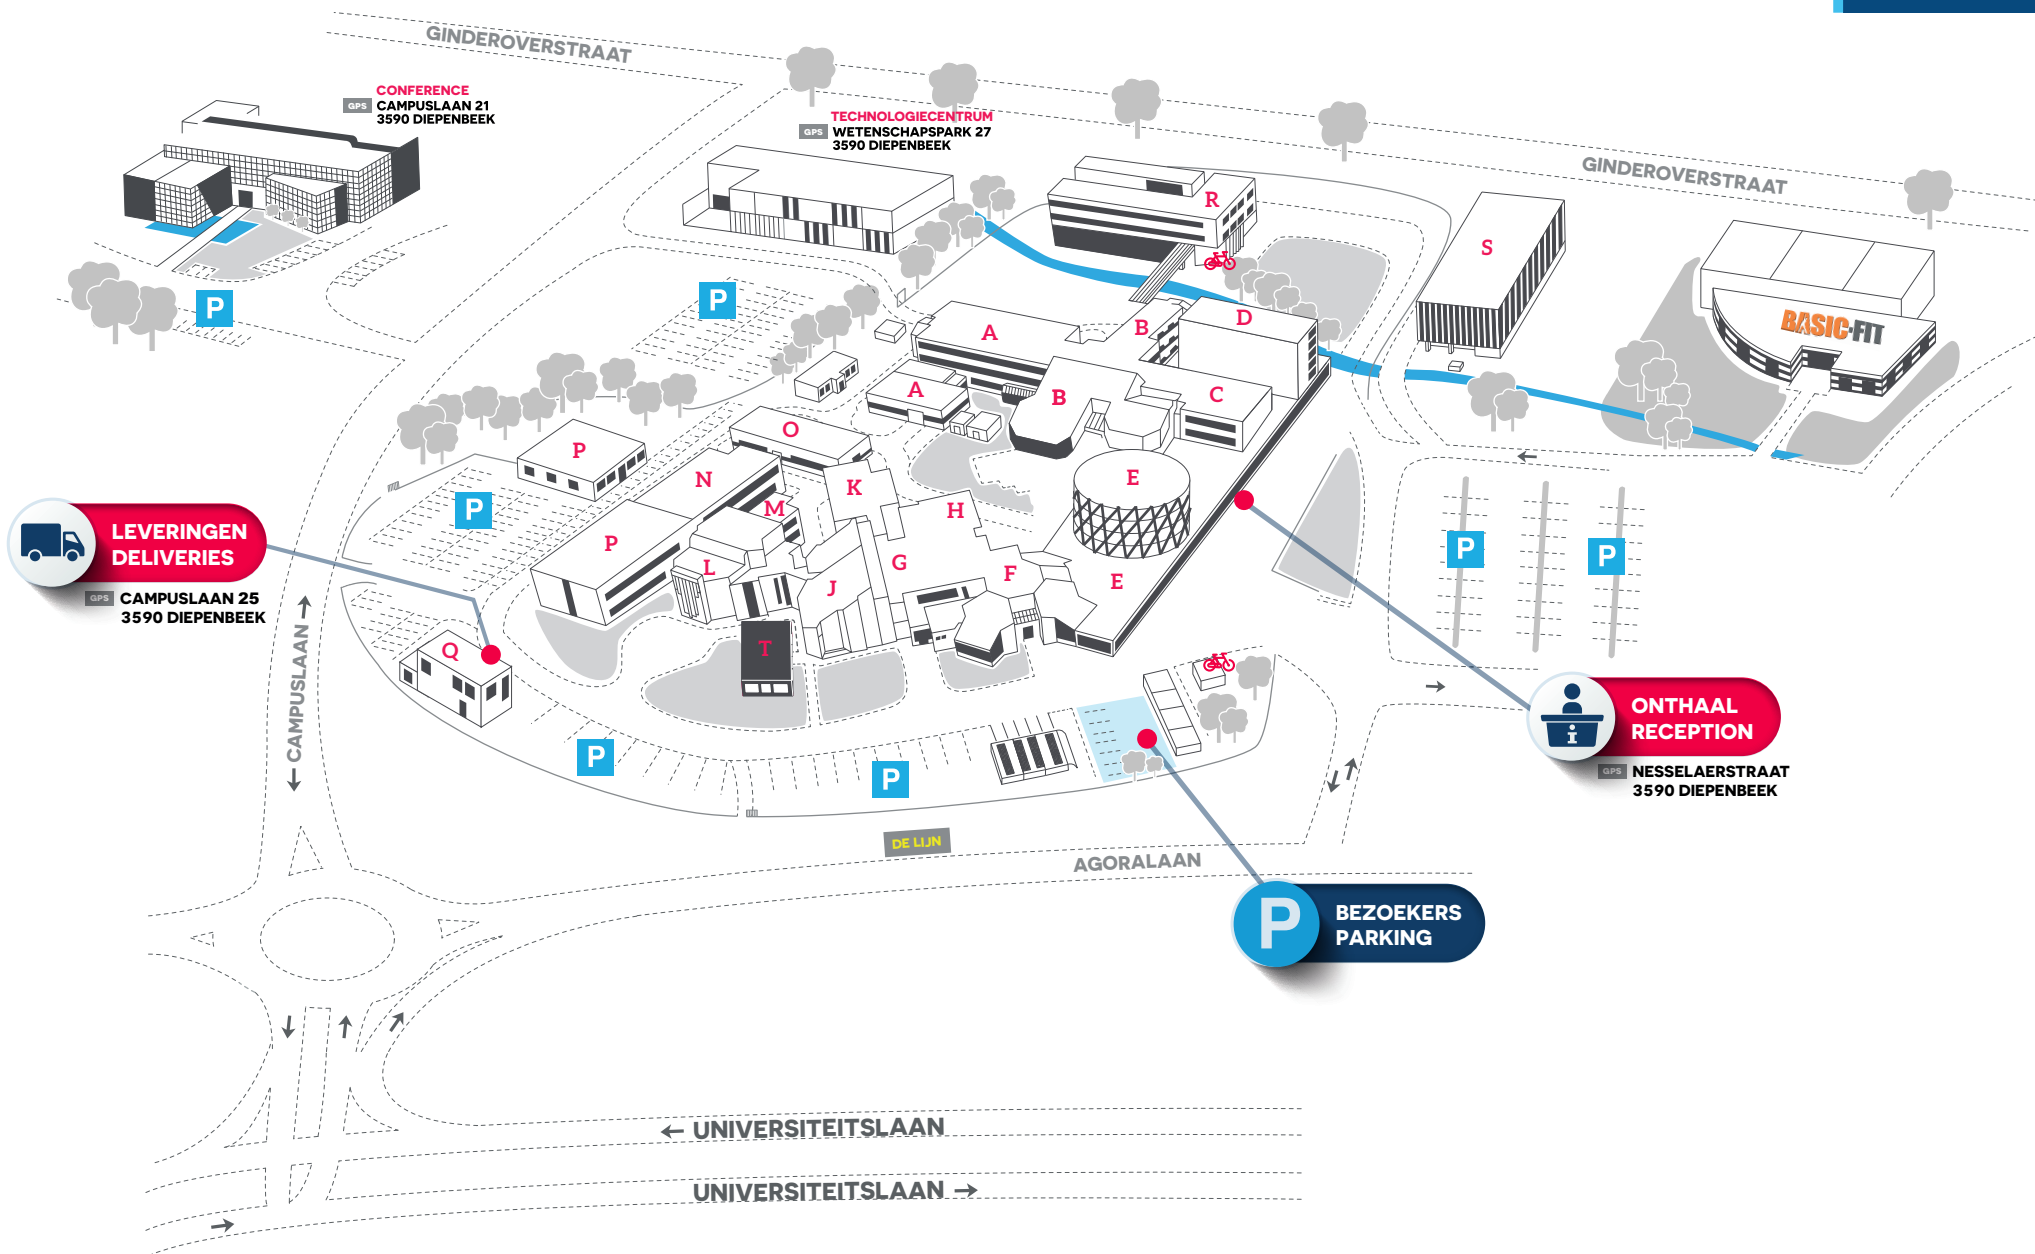 GINDEROVERSTRAAT
CONFERENCE
GPS CAMPUSLAAN 21
3590 DIEPENBEEK
TECHNOLOGIECENTRUM
GPS WETENSCHAPSPARK 27
3590 DIEPENBEEK
GINDEROVERSTRAAT
R
S
P
P
A
B
D
BASIC-FIT
A
B
C
O
P
N
K
E
M
H
P
P
L
G
F
E
J
P
P
LEVERINGEN
DELIVERIES
GPS CAMPUSLAAN 25
3590 DIEPENBEEK
CAMPUSLAAN
Q
T
ONTHAAL
RECEPTION
GPS NESSELAERSTRAAT
3590 DIEPENBEEK
P
P
DE LIJN
AGORALAAN
P
BEZOEKERS
PARKING
UNIVERSITEITSLAAN
UNIVERSITEITSLAAN